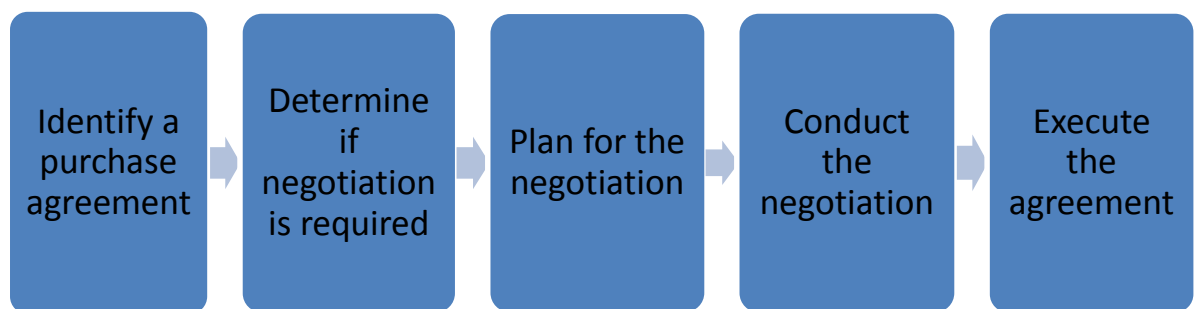 Identify a
purchase
agreement
Determine
if
negotiation
is required
Plan for the
negotiation
Conduct
the
negotiation
Execute
the
agreement